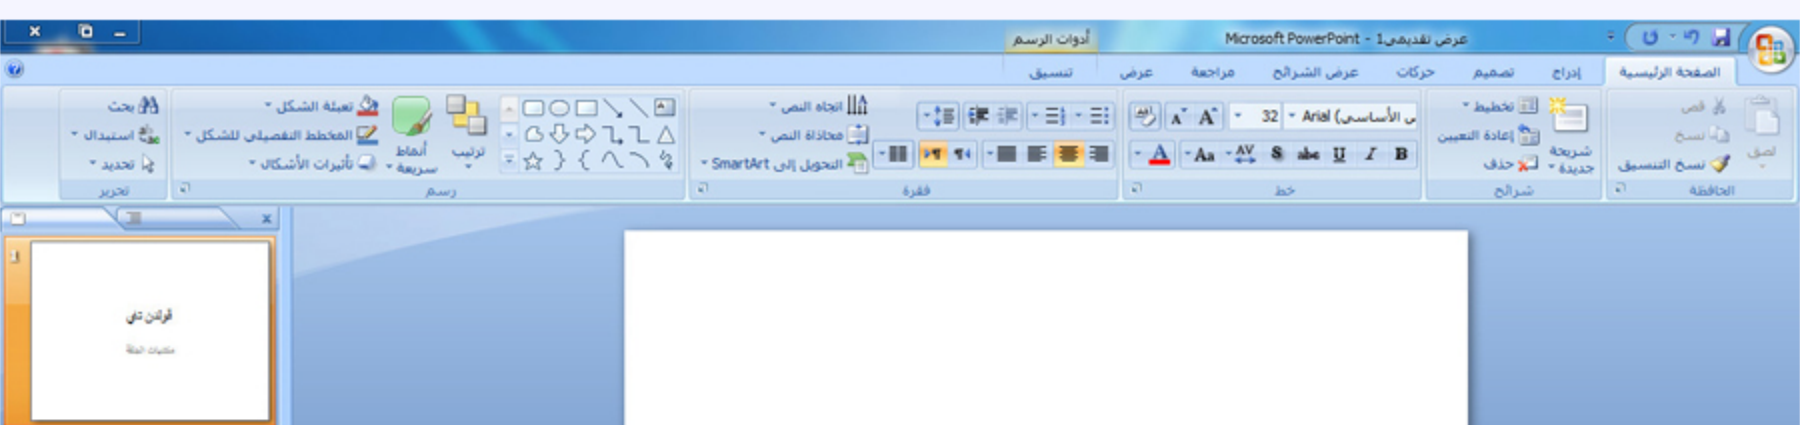 عرض تقديمي1 - Microsoft PowerPoint
أدوات الرسم
الصفحة الرئيسية إدراج تصميم حركات عرض الشرائح مراجعة عرض تنسيق
لصق
قص
نسخ
نسخ التنسيق
الحافظة
شريحة جديدة
تخطيط
إعادة التعيين
حذف
شرائح
Arial (الأساسي 32
B I U abc S AV Aa A
خط
اتجاه النص
محاذاة النص
التحويل إلى SmartArt
فقرة
ترتيب
أنماط سريعة
تعبئة الشكل
المخطط التفصيلي للشكل
تأثيرات الأشكال
رسم
بحث
استبدال
تحديد
تحرير
1